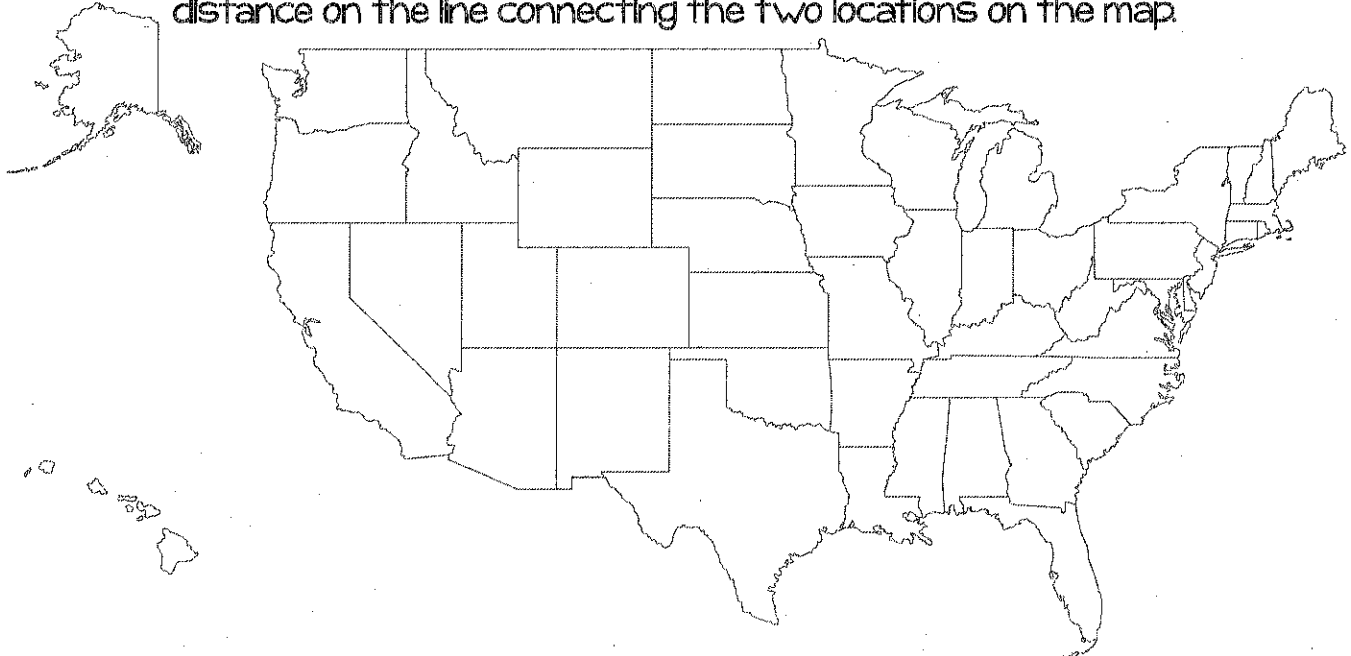 distance on the line connecting the two locations on the map.